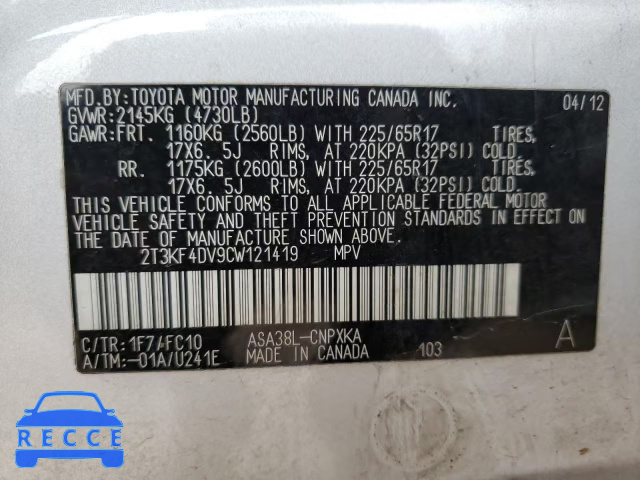 MFD.BY:TOYOTA MOTOR MANUFACTURING CANADA INC. 04/12
GVWR:2145KG (4730LB)
GAWR:FRT. 1160KG (2560LB) WITH 225/65R17 TIRES,
17X6.5J RIMS, AT 220KPA (32PSI) COLD.
RR. 1175KG (2600LB) WITH 225/65R17 TIRES,
17X6.5J RIMS, AT 220KPA (32PSI) COLD.
THIS VEHICLE CONFORMS TO ALL APPLICABLE FEDERAL MOTOR
VEHICLE SAFETY AND THEFT PREVENTION STANDARDS IN EFFECT ON
THE DATE OF MANUFACTURE SHOWN ABOVE.
2T3KF4DV9CW121419 MPV
C/TR:1F7/FC10 ASA38L-CNPXKA
A/TM:-01A/U241E MADE IN CANADA 103 A
RECCE